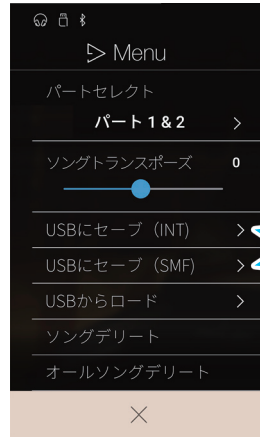 Menu
パートセレクト
パート1&2
ソングトランスポーズ 0
USBにセーブ（INT）
USBにセーブ（SMF）
USBからロード
ソングデリート
オールソングデリート